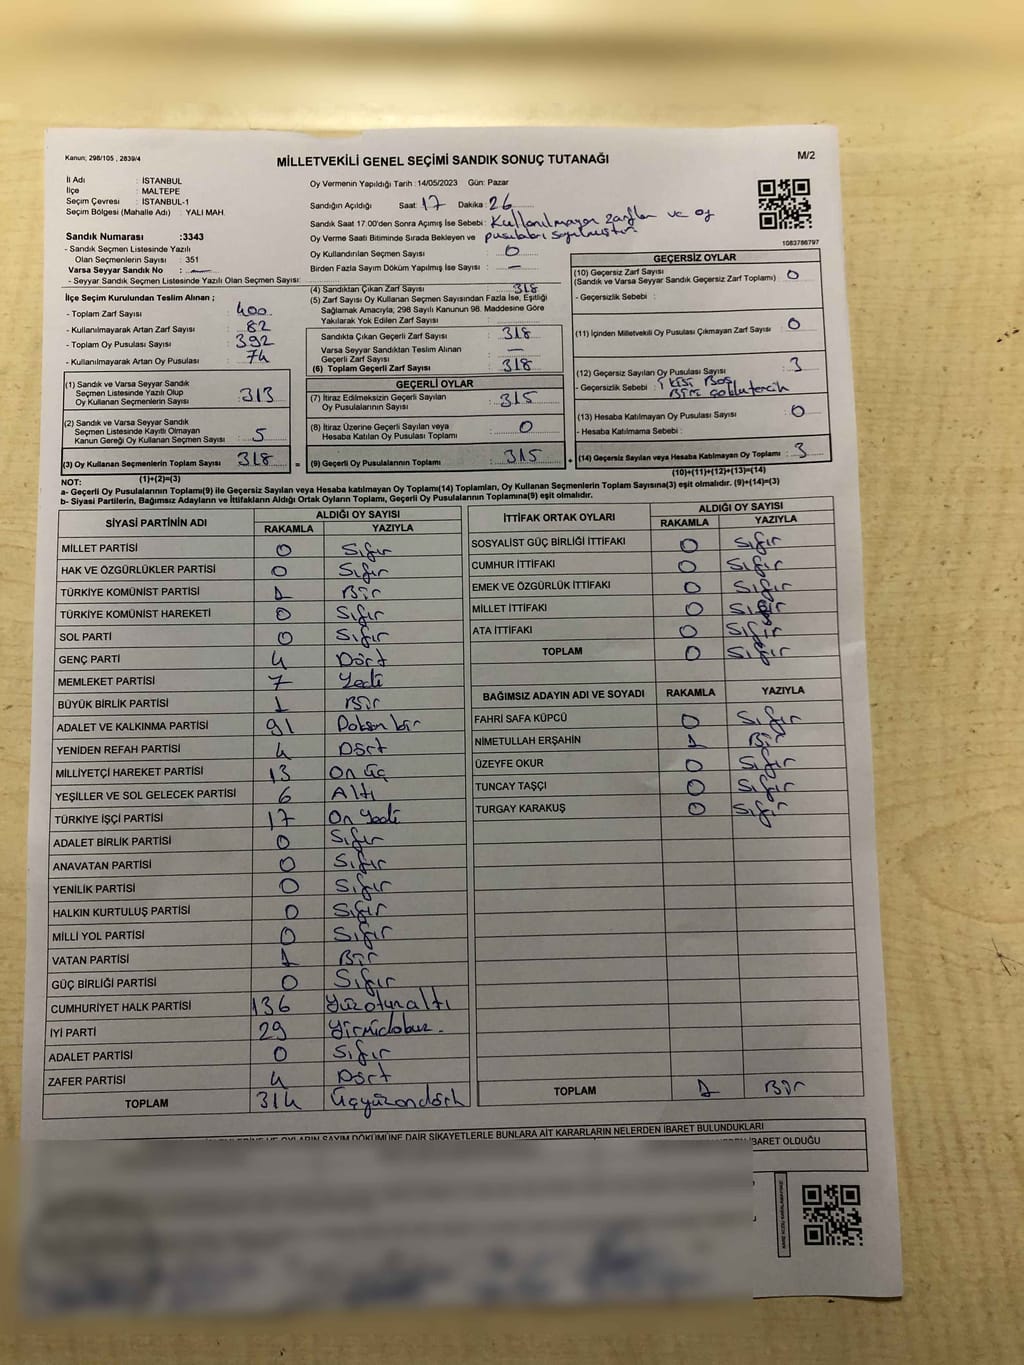 Kanun; 298/105 , 2839/4
MİLLETVEKİLİ GENEL SEÇİMİ SANDIK SONUÇ TUTANAĞI
M/2
İl Adı : İSTANBUL
İlçe : MALTEPE
Seçim Çevresi : İSTANBUL-1
Seçim Bölgesi (Mahalle Adı) : YALI MAH.
Sandık Numarası :3343
- Sandık Seçmen Listesinde Yazılı
Olan Seçmenlerin Sayısı : 351
Varsa Seyyar Sandık No : —
- Seyyar Sandık Seçmen Listesinde Yazılı Olan Seçmen Sayısı:
İlçe Seçim Kurulundan Teslim Alınan ;
- Toplam Zarf Sayısı : 400
- Kullanılmayarak Artan Zarf Sayısı : 82
- Toplam Oy Pusulası Sayısı : 392
- Kullanılmayarak Artan Oy Pusulası : 74
(1) Sandık ve Varsa Seyyar Sandık
Seçmen Listesinde Yazılı Olup
Oy Kullanan Seçmenlerin Sayısı : 313
(2) Sandık ve Varsa Seyyar Sandık
Seçmen Listesinde Kayıtlı Olmayan
Kanun Gereği Oy Kullanan Seçmen Sayısı : 5
(3) Oy Kullanan Seçmenlerin Toplam Sayısı 318
(1)+(2)=(3)
Oy Vermenin Yapıldığı Tarih : 14/05/2023 Gün: Pazar
Sandığın Açıldığı Saat: 17 Dakika: 26
Sandık Saat 17.00'den Sonra Açımış İse Sebebi : Kullanılmayan zarflar ve oy
pusulaları sayılmıştır
Oy Verme Saati Bitiminde Sırada Bekleyen ve
Oy Kullandırılan Seçmen Sayısı : 0
Birden Fazla Sayım Döküm Yapılmış İse Sayısı : —
(4) Sandıktan Çıkan Zarf Sayısı : 318
(5) Zarf Sayısı Oy Kullanan Seçmen Sayısından Fazla İse, Eşitliği
Sağlamak Amacıyla; 298 Sayılı Kanunun 98. Maddesine Göre
Yakılarak Yok Edilen Zarf Sayısı :
Sandıkta Çıkan Geçerli Zarf Sayısı : 318
Varsa Seyyar Sandıktan Teslim Alınan
Geçerli Zarf Sayısı : —
(6) Toplam Geçerli Zarf Sayısı : 318
GEÇERLİ OYLAR
(7) İtiraz Edilmeksizin Geçerli Sayılan
Oy Pusulalarının Sayısı : 315
(8) İtiraz Üzerine Geçerli Sayılan veya
Hesaba Katılan Oy Pusulası Toplamı : 0
= (9) Geçerli Oy Pusulalarının Toplamı : 315 +
1083786797
GEÇERSİZ OYLAR
(10) Geçersiz Zarf Sayısı : 0
(Sandık ve Varsa Seyyar Sandık Geçersiz Zarf Toplamı)
- Geçersizlik Sebebi :
(11) İçinden Milletvekili Oy Pusulası Çıkmayan Zarf Sayısı : 0
(12) Geçersiz Sayılan Oy Pusulası Sayısı : 3
- Geçersizlik Sebebi : Boş
çoklu tercih
(13) Hesaba Katılmayan Oy Pusulası Sayısı : 0
- Hesaba Katılmama Sebebi :
(14) Geçersiz Sayılan veya Hesaba Katılmayan Oy Toplamı : 3
(10)+(11)+(12)+(13)=(14)
NOT:
a- Geçerli Oy Pusulalarının Toplamı(9) ile Geçersiz Sayılan veya Hesaba katılmayan Oy Toplamı(14) Toplamları, Oy Kullanan Seçmenlerin Toplam Sayısına(3) eşit olmalıdır. (9)+(14)=(3)
b- Siyasi Partilerin, Bağımsız Adayların ve İttifakların Aldığı Ortak Oyların Toplamı, Geçerli Oy Pusulalarının Toplamına(9) eşit olmalıdır.
SİYASİ PARTİNİN ADI ALDIĞI OY SAYISI
RAKAMLA YAZIYLA
MİLLET PARTİSİ 0 Sıfır
HAK VE ÖZGÜRLÜKLER PARTİSİ 0 Sıfır
TÜRKİYE KOMÜNİST PARTİSİ 1 Bir
TÜRKİYE KOMÜNİST HAREKETİ 0 Sıfır
SOL PARTİ 0 Sıfır
GENÇ PARTİ 4 Dört
MEMLEKET PARTİSİ 7 Yedi
BÜYÜK BİRLİK PARTİSİ 1 Bir
ADALET VE KALKINMA PARTİSİ 91 Doksan bir
YENİDEN REFAH PARTİSİ 4 Dört
MİLLİYETÇİ HAREKET PARTİSİ 13 On üç
YEŞİLLER VE SOL GELECEK PARTİSİ 6 Altı
TÜRKİYE İŞÇİ PARTİSİ 17 On yedi
ADALET BİRLİK PARTİSİ 0 Sıfır
ANAVATAN PARTİSİ 0 Sıfır
YENİLİK PARTİSİ 0 Sıfır
HALKIN KURTULUŞ PARTİSİ 0 Sıfır
MİLLİ YOL PARTİSİ 0 Sıfır
VATAN PARTİSİ 1 Bir
GÜÇ BİRLİĞİ PARTİSİ 0 Sıfır
CUMHURİYET HALK PARTİSİ 136 Yüzotuzaltı
İYİ PARTİ 29 Yirmidokuz.
ADALET PARTİSİ 0 Sıfır
ZAFER PARTİSİ 4 Dört
TOPLAM 314 Üçyüzondört
İTTİFAK ORTAK OYLARI ALDIĞI OY SAYISI
RAKAMLA YAZIYLA
SOSYALİST GÜÇ BİRLİĞİ İTTİFAKI 0 Sıfır
CUMHUR İTTİFAKI 0 Sıfır
EMEK VE ÖZGÜRLÜK İTTİFAKI 0 Sıfır
MİLLET İTTİFAKI 0 Sıfır
ATA İTTİFAKI 0 Sıfır
TOPLAM 0 Sıfır
BAĞIMSIZ ADAYIN ADI VE SOYADI RAKAMLA YAZIYLA
FAHRİ SAFA KÜPCÜ 0 Sıfır
NİMETULLAH ERŞAHİN 1 Bir
ÜZEYFE OKUR 0 Sıfır
TUNCAY TAŞÇI 0 Sıfır
TURGAY KARAKUŞ 0 Sıfır
TOPLAM 1 Bir
OYLARIN SAYIM DÖKÜMÜNE DAİR ŞİKAYETLERLE BUNLARA AİT KARARLARIN NELERDEN İBARET BULUNDUKLARI
İBARET OLDUĞU